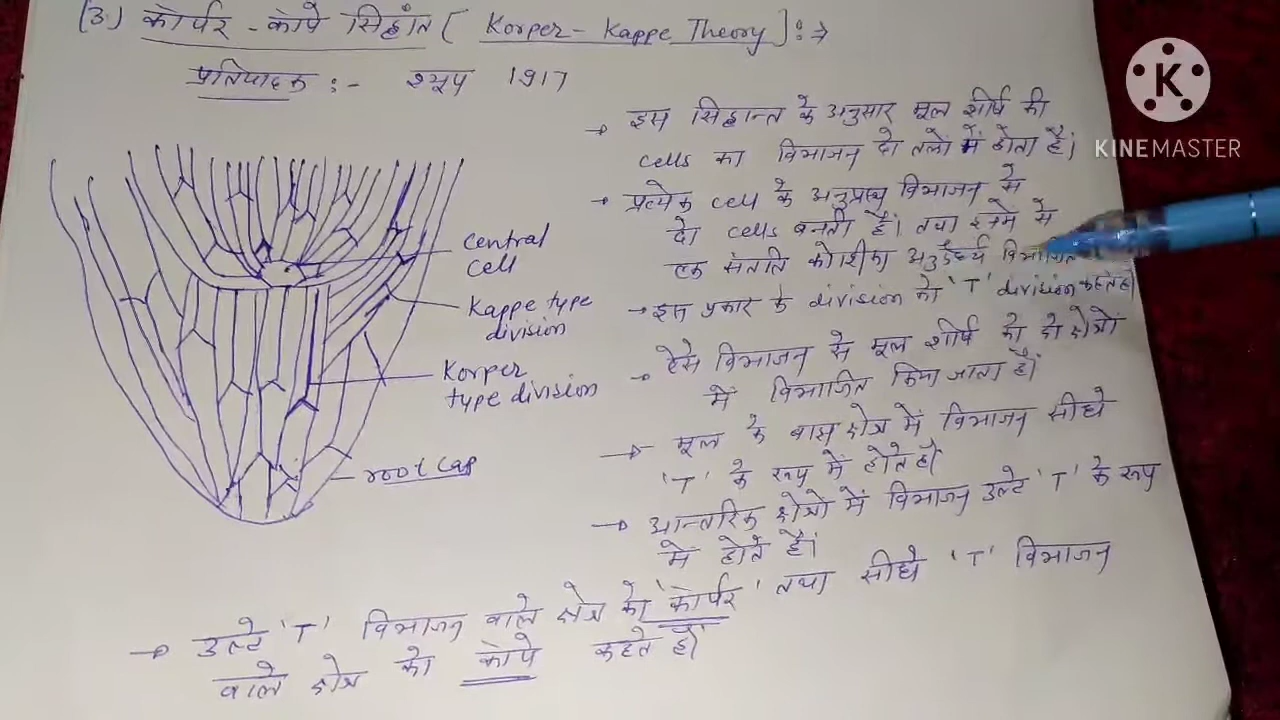 (3.) कॉर्पर - कॉपे सिद्धांत [ Korper - Kappe Theory] :→
प्रतिपादक :- श्यूप 1917
→ इस सिद्धान्त के अनुसार मूल शीर्ष की
cells का विभाजन दो तलों में होता है।
→ प्रत्येक cell के अनुप्रस्थ विभाजन से
दो cells बनती है। तथा इनमें से
एक संतति कोशिका अनुदैर्ध्य विभाजित
→ इस प्रकार के division को 'T' division कहते है।
→ ऐसे विभाजन से मूल शीर्ष को दो क्षेत्रों
में विभाजित किया जाता है।
→ मूल के बाह्य क्षेत्र में विभाजन सीधे
'T' के रूप में होते है।
→ आन्तरिक क्षेत्रों में विभाजन उल्टे 'T' के रूप
मे होते है।
→ उल्टे 'T' विभाजन वाले क्षेत्र को 'कॉर्पर' तथा सीधे 'T' विभाजन
वाले क्षेत्र को कॉपे कहते है।
central
cell
Kappe type
division
Korper
type division
root cap
K
KINEMASTER